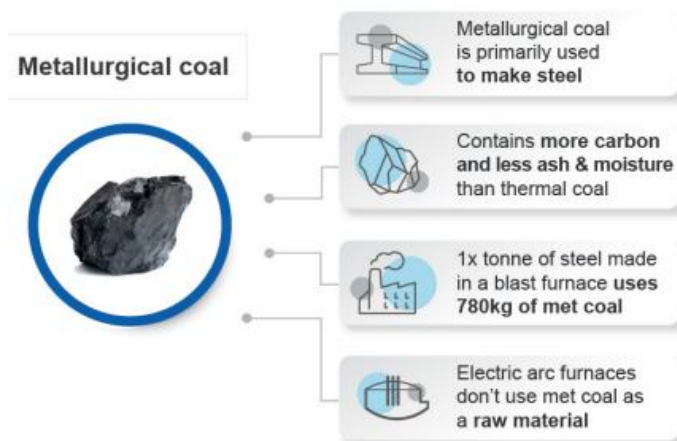 Metallurgical coal
Metallurgical coal
is primarily used
to make steel
Contains more carbon
and less ash & moisture
than thermal coal
1x tonne of steel made
in a blast furnace uses
780kg of met coal
Electric arc furnaces
don't use met coal as
a raw material